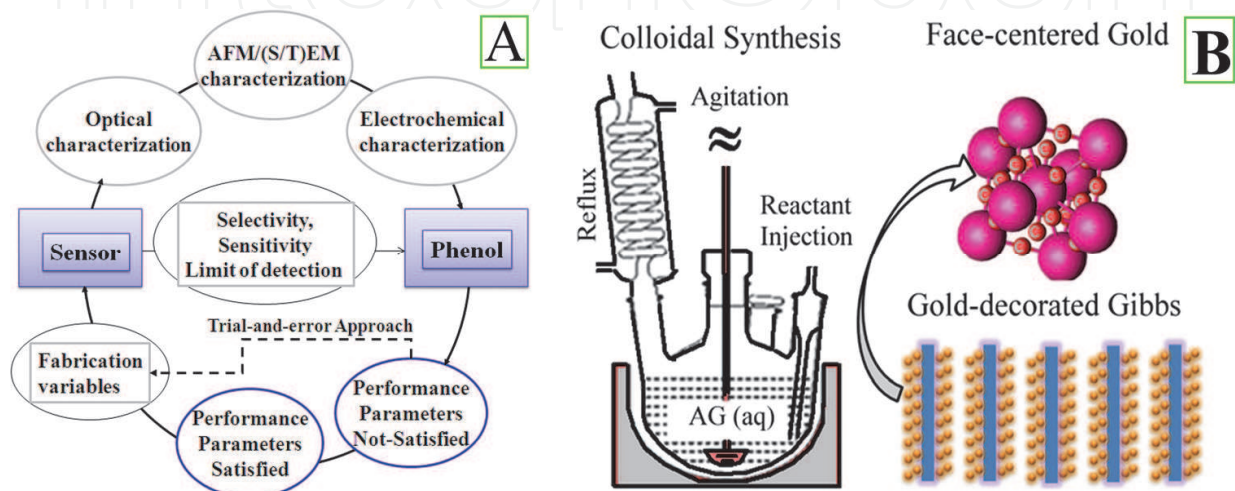 A
AFM/(S/T)EM
characterization
Optical
characterization
Electrochemical
characterization
Sensor
Selectivity,
Sensitivity
Limit of detection
Phenol
Trial-and-error Approach
Fabrication
variables
Performance
Parameters
Satisfied
Performance
Parameters
Not-Satisfied
B
Colloidal Synthesis
Agitation
≈
Reflux
Reactant
Injection
AG (aq)
Face-centered Gold
Gold-decorated Gibbs